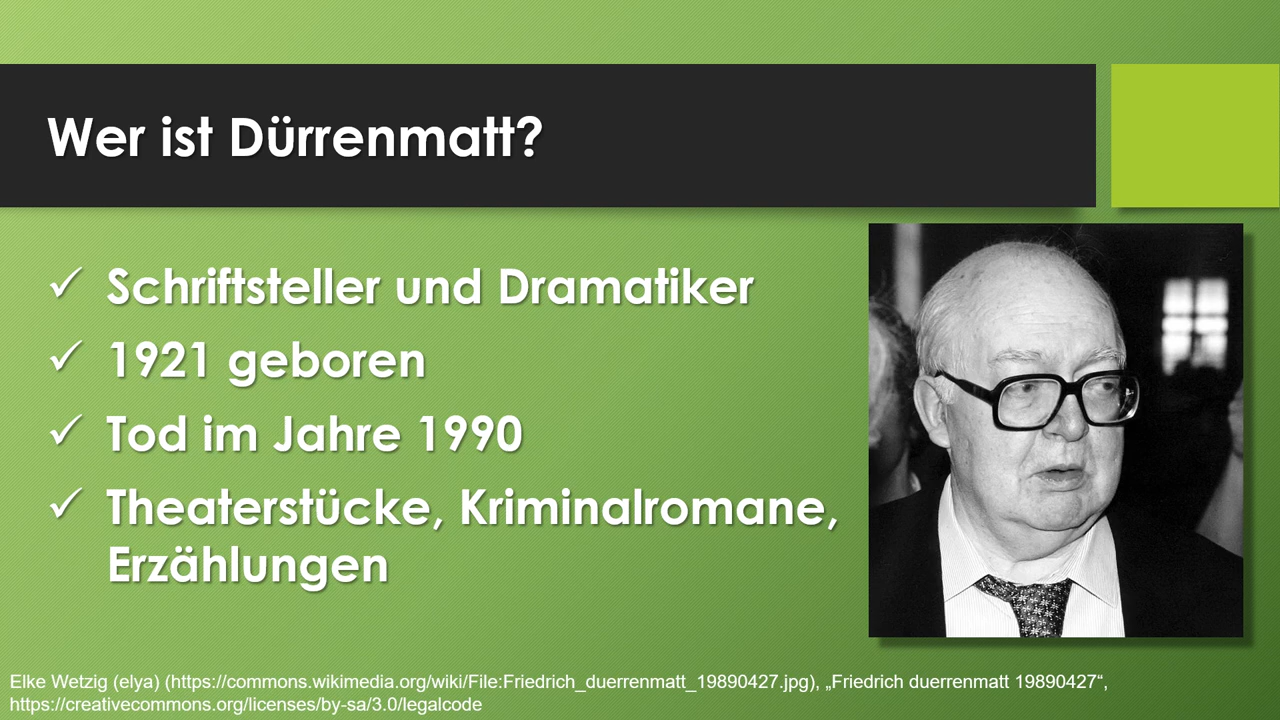 Wer ist Dürrenmatt?
✓ Schriftsteller und Dramatiker
✓ 1921 geboren
✓ Tod im Jahre 1990
✓ Theaterstücke, Kriminalromane,
Erzählungen
Elke Wetzig (elya) (https://commons.wikimedia.org/wiki/File:Friedrich_duerrenmatt_19890427.jpg), „Friedrich duerrenmatt 19890427“,
https://creativecommons.org/licenses/by-sa/3.0/legalcode